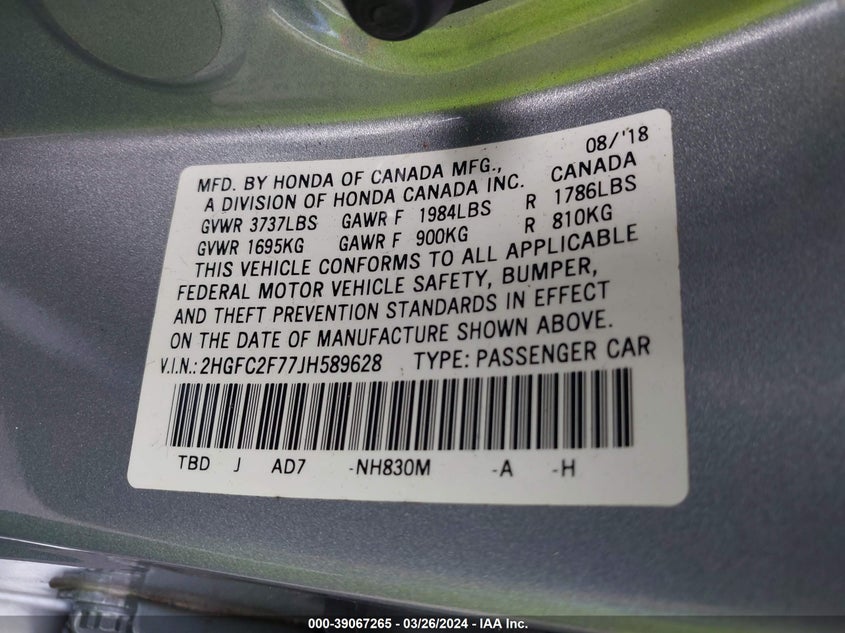 08/'18
MFD. BY HONDA OF CANADA MFG.,
A DIVISION OF HONDA CANADA INC. CANADA
GVWR 3737LBS GAWR F 1984LBS R 1786LBS
GVWR 1695KG GAWR F 900KG R 810KG
THIS VEHICLE CONFORMS TO ALL APPLICABLE
FEDERAL MOTOR VEHICLE SAFETY, BUMPER,
AND THEFT PREVENTION STANDARDS IN EFFECT
ON THE DATE OF MANUFACTURE SHOWN ABOVE.
V.I.N.: 2HGFC2F77JH589628 TYPE: PASSENGER CAR
TBD J AD7 -NH830M -A -H
000-39067265 - 03/26/2024 - IAA Inc.